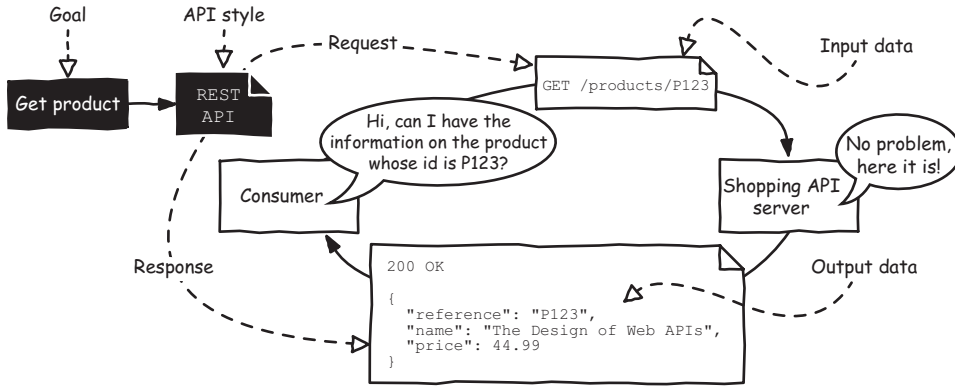 Goal
API style
Request
Input data
Get product
REST
API
GET /products/P123
Hi, can I have the
information on the product
whose id is P123?
No problem,
here it is!
Consumer
Shopping API
server
Response
Output data
200 OK
{
"reference": "P123",
"name": "The Design of Web APIs",
"price": 44.99
}